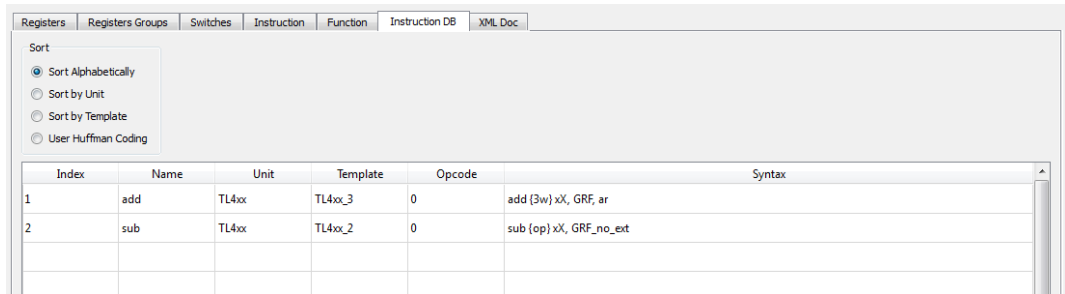 Registers Registers Groups Switches Instruction Function Instruction DB XML Doc
Sort
Sort Alphabetically
Sort by Unit
Sort by Template
User Huffman Coding
Index Name Unit Template Opcode Syntax
1 add TL4xx TL4xx_3 0 add {3w} xX, GRF, ar
2 sub TL4xx TL4xx_2 0 sub {op} xX, GRF_no_ext